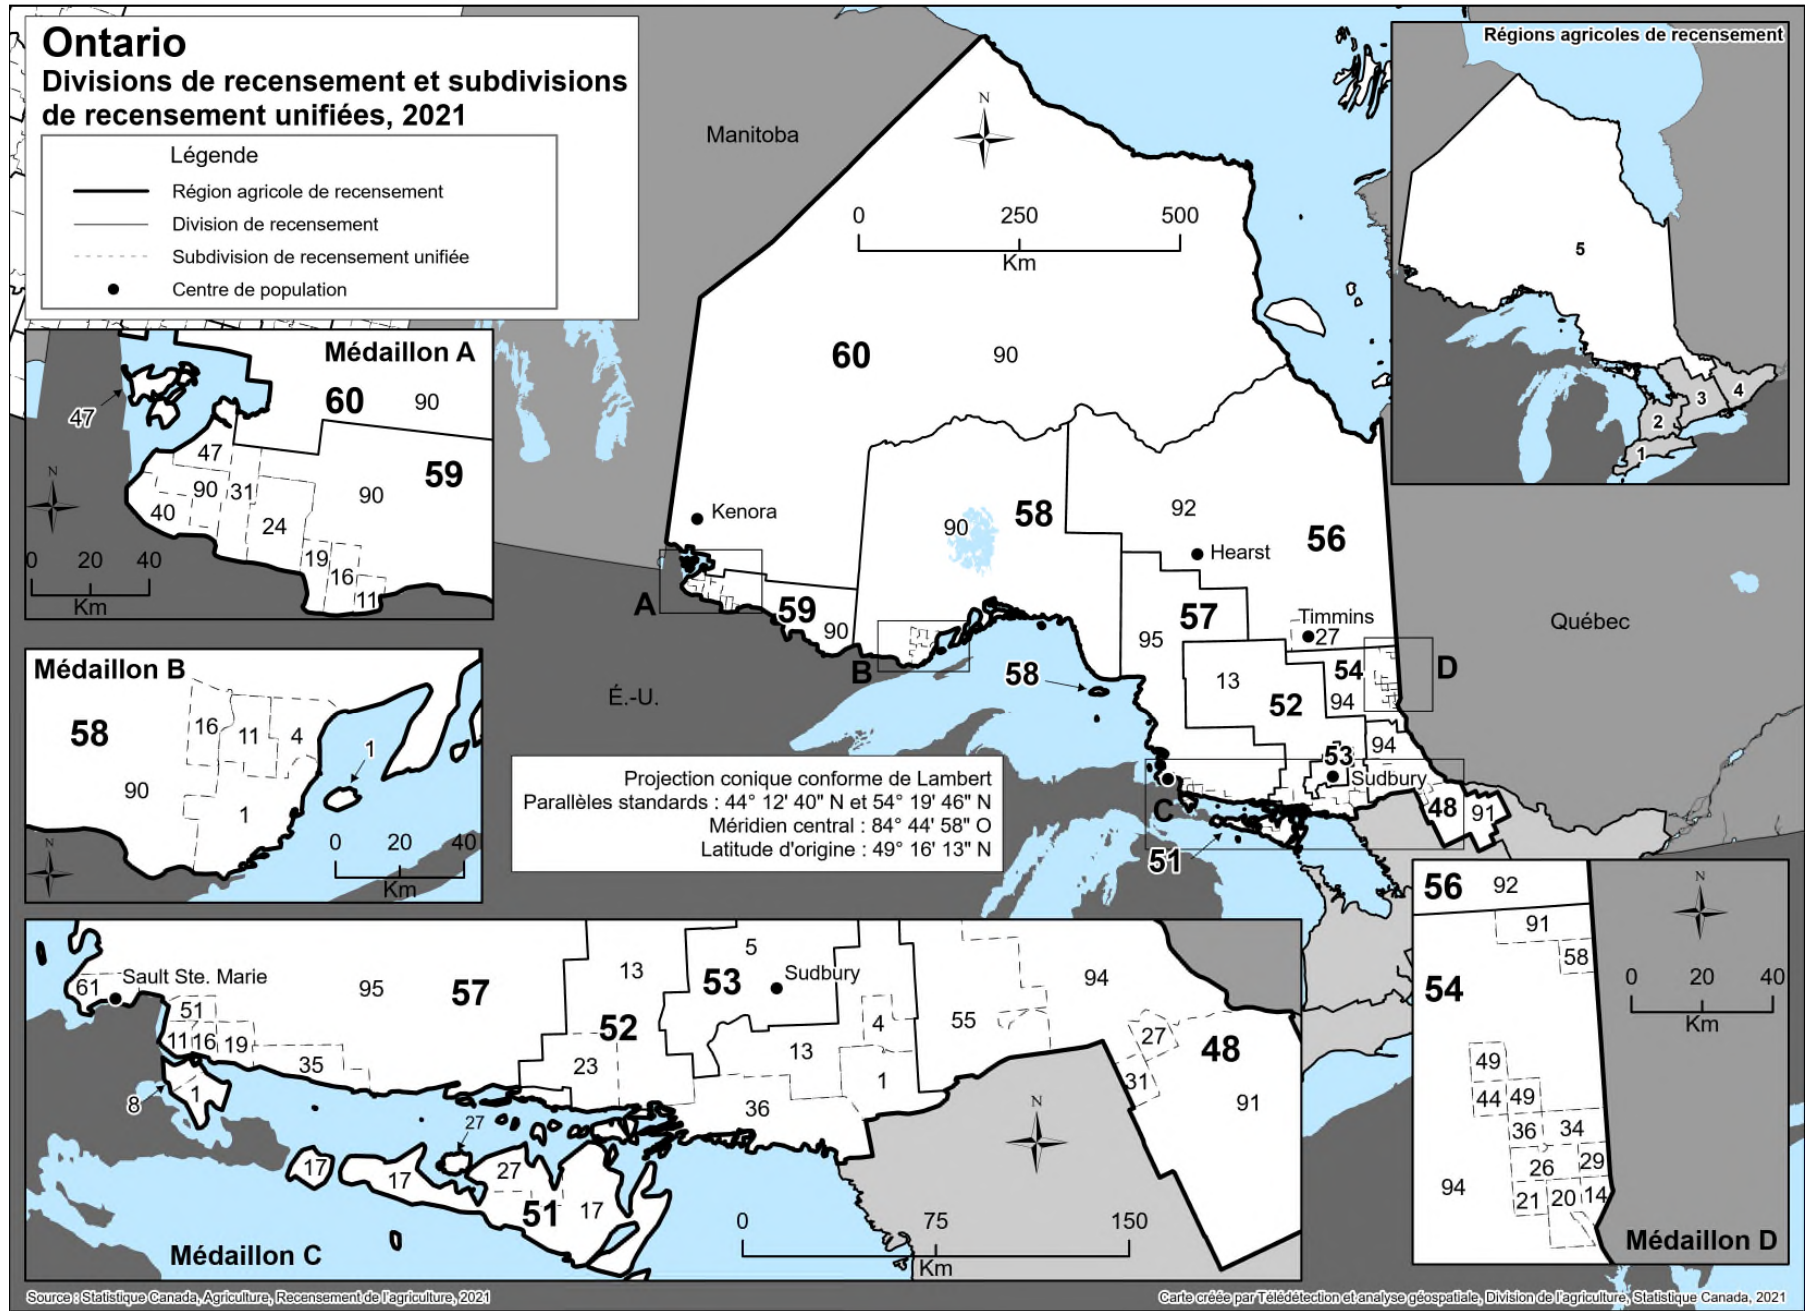 Ontario
Divisions de recensement et subdivisions
de recensement unifiées, 2021
Légende
Région agricole de recensement
Division de recensement
Subdivision de recensement unifiée
Centre de population
Manitoba
N
0 250 500
Km
60
90
Kenora
90
58
92
56
Hearst
A
59
90
B
57
95
Timmins
27
D
Québec
É.-U.
58
13
54
94
52
94
53
Sudbury
C
48
91
51
Régions agricoles de recensement
5
4
3
2
1
Médaillon A
60
90
47
47
59
N
90
31
90
40
24
19
16
11
0 20 40
Km
Médaillon B
58
16
11
4
1
90
1
N
0 20 40
Km
Projection conique conforme de Lambert
Parallèles standards : 44° 12' 40" N et 54° 19' 46" N
Méridien central : 84° 44' 58" O
Latitude d'origine : 49° 16' 13" N
61
Sault Ste. Marie
95
57
13
5
53
Sudbury
94
51
11
16
19
52
4
55
27
48
35
23
13
1
31
8
1
36
91
27
N
17
17
27
51
17
0 75 150
Km
Médaillon C
56
92
N
91
58
54
0 20 40
Km
49
44
49
36
34
26
29
94
21
20
14
Médaillon D
Source : Statistique Canada, Agriculture, Recensement de l'agriculture, 2021
Carte créée par Télédétection et analyse géospatiale, Division de l'agriculture, Statistique Canada, 2021